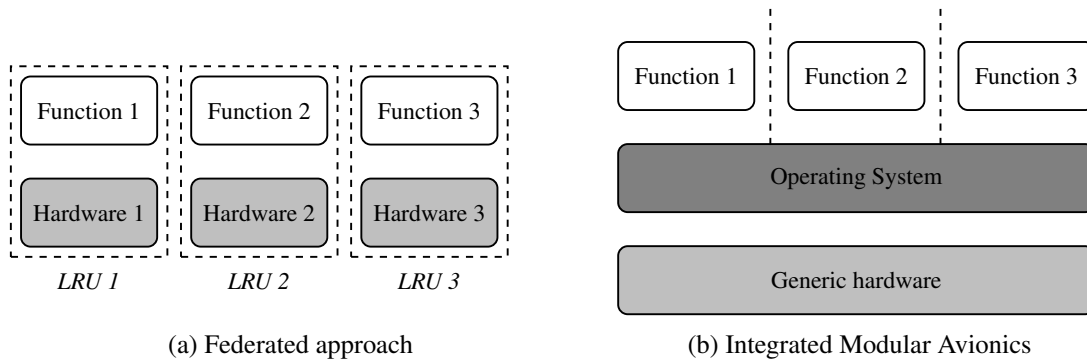 Function 1 Function 2 Function 3
Hardware 1 Hardware 2 Hardware 3
LRU 1 LRU 2 LRU 3
(a) Federated approach
Function 1 Function 2 Function 3
Operating System
Generic hardware
(b) Integrated Modular Avionics